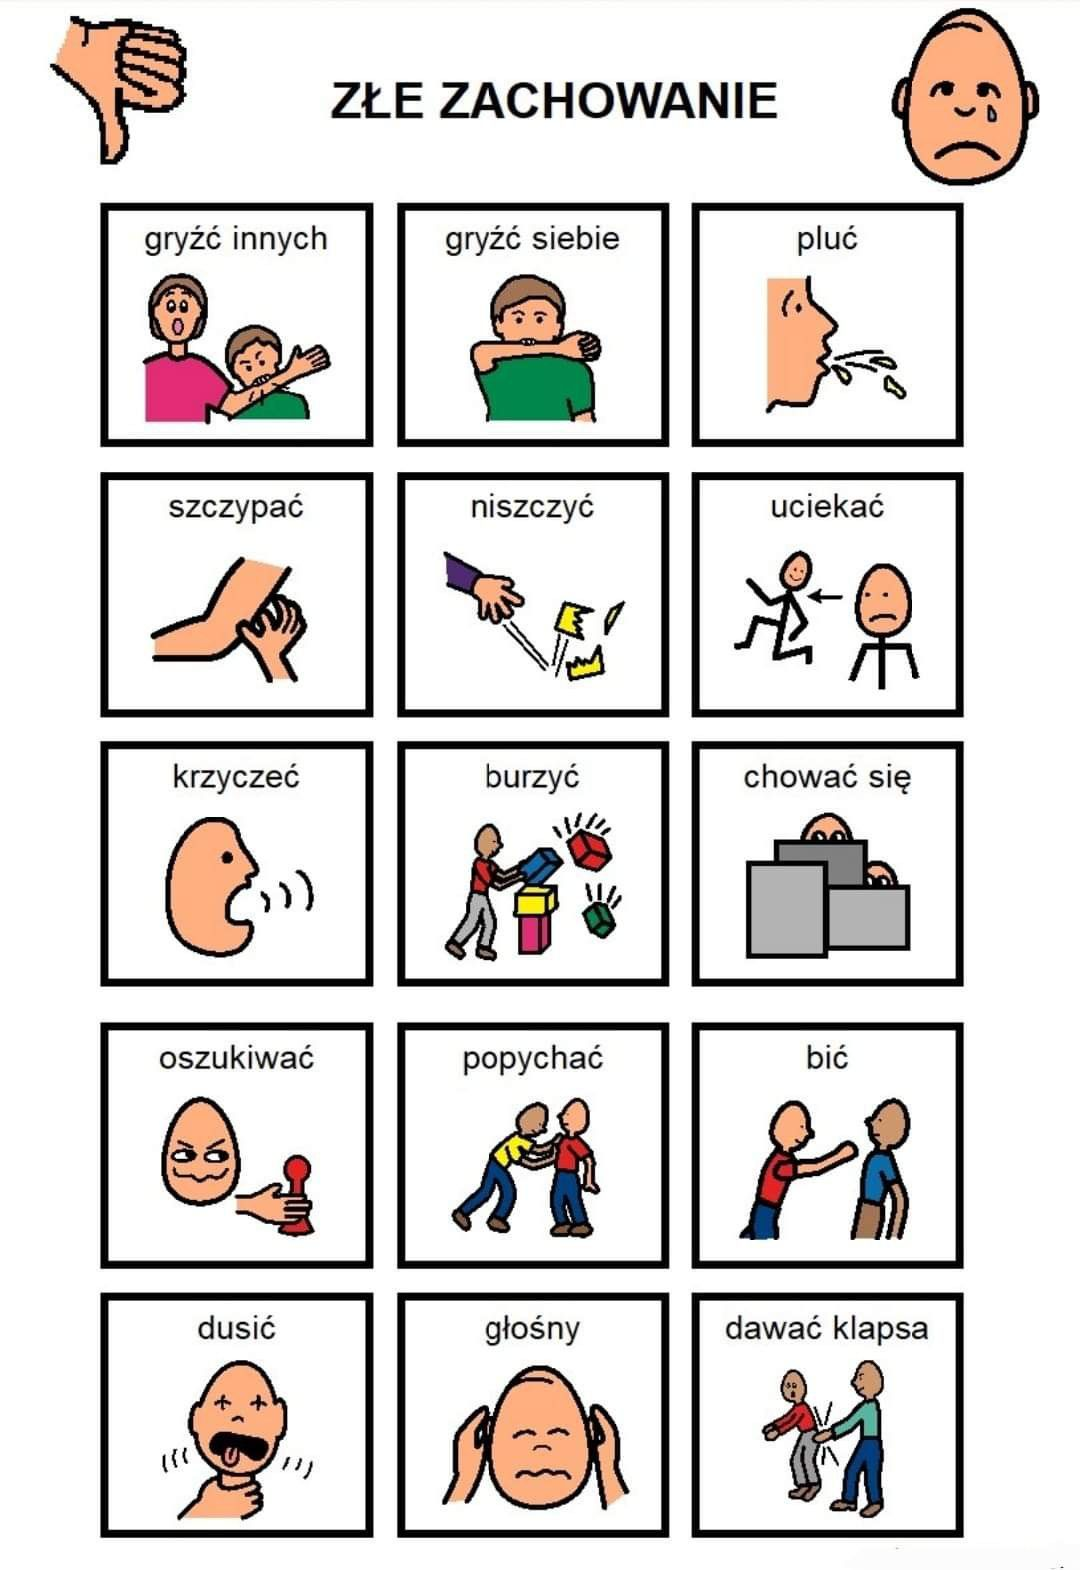 ZŁE ZACHOWANIE
gryźć innych
gryźć siebie
pluć
szczypać
niszczyć
uciekać
krzyczeć
burzyć
chować się
oszukiwać
popychać
bić
dusić
głośny
dawać klapsa